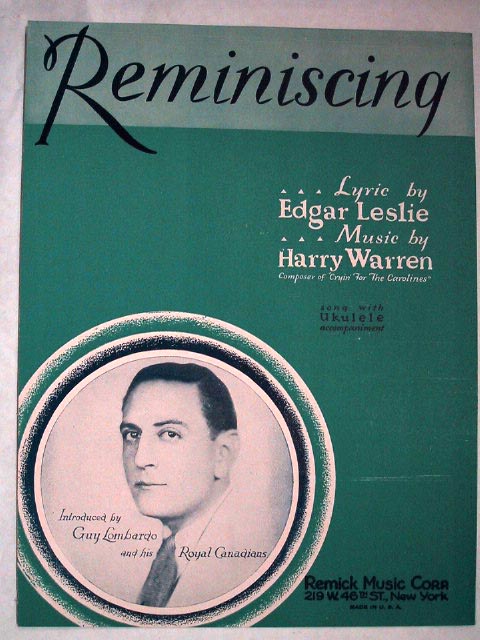 Reminiscing
Lyric by
Edgar Leslie
Music by
Harry Warren
Composer of "Cryin' For The Carolines"
song with
Ukulele
accompaniment
Introduced by
Guy Lombardo
and his Royal Canadians
Remick Music Corp.
219 W. 46TH ST., New York
MADE IN U.S.A.